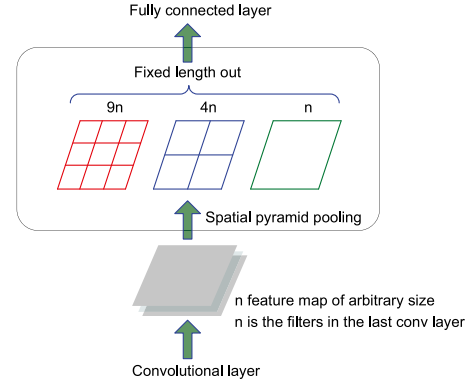 Fully connected layer
Fixed length out
9n 4n n
Spatial pyramid pooling
n feature map of arbitrary size
n is the filters in the last conv layer
Convolutional layer